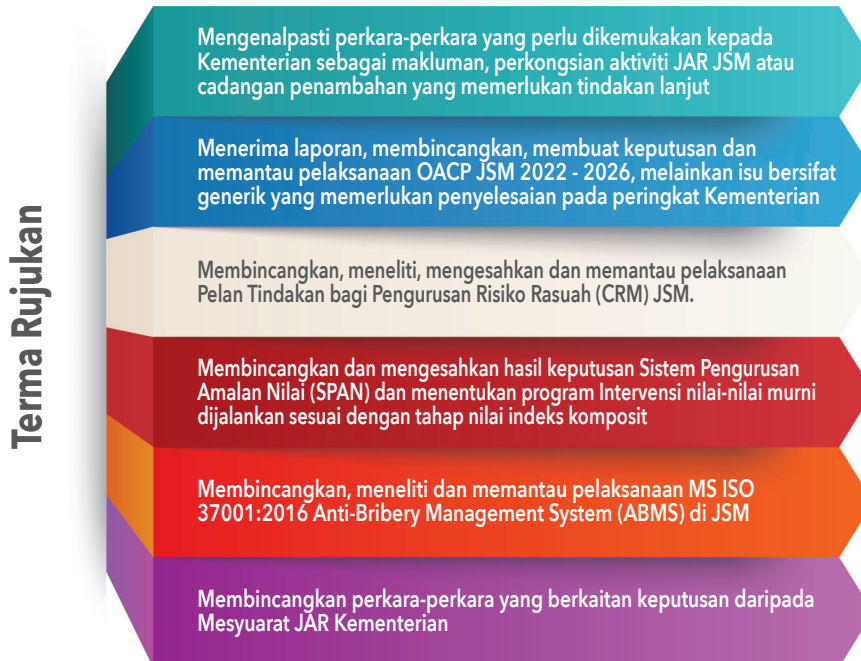 Terma Rujukan
Mengenalpasti perkara-perkara yang perlu dikemukakan kepada
Kementerian sebagai makluman, perkongsian aktiviti JAR JSM atau
cadangan penambahan yang memerlukan tindakan lanjut
Menerima laporan, membincangkan, membuat keputusan dan
memantau pelaksanaan OACP JSM 2022 - 2026, melainkan isu bersifat
generik yang memerlukan penyelesaian pada peringkat Kementerian
Membincangkan, meneliti, mengesahkan dan memantau pelaksanaan
Pelan Tindakan bagi Pengurusan Risiko Rasuah (CRM) JSM.
Membincangkan dan mengesahkan hasil keputusan Sistem Pengurusan
Amalan Nilai (SPAN) dan menentukan program Intervensi nilai-nilai murni
dijalankan sesuai dengan tahap nilai indeks komposit
Membincangkan, meneliti dan memantau pelaksanaan MS ISO
37001:2016 Anti-Bribery Management System (ABMS) di JSM
Membincangkan perkara-perkara yang berkaitan keputusan daripada
Mesyuarat JAR Kementerian